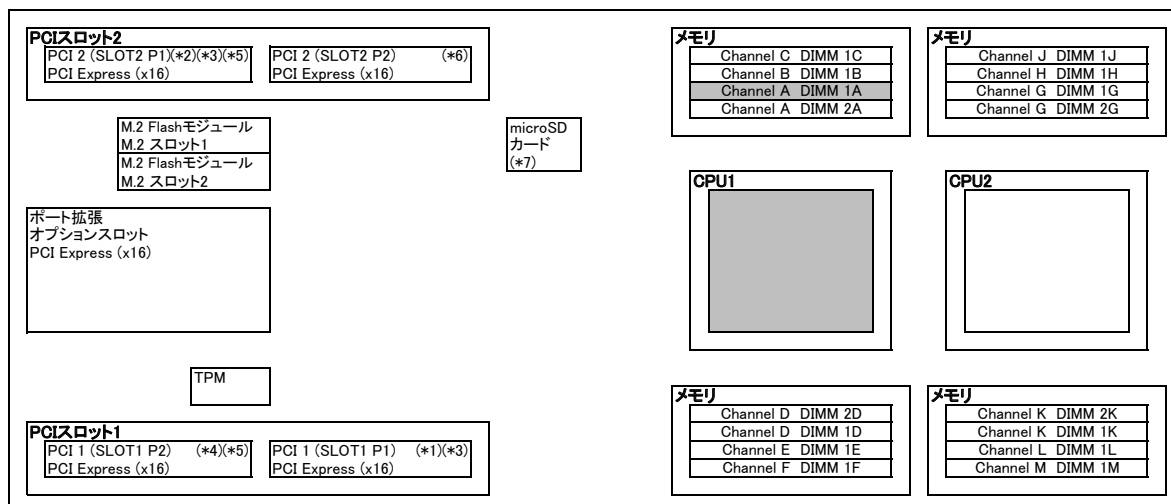 PCIスロット2
PCI 2 (SLOT2 P1)(*2)(*3)(*5)
PCI Express (x16)
PCI 2 (SLOT2 P2) (*6)
PCI Express (x16)
M.2 Flashモジュール
M.2 スロット1
M.2 Flashモジュール
M.2 スロット2
microSD
カード
(*7)
ポート拡張
オプションスロット
PCI Express (x16)
TPM
PCIスロット1
PCI 1 (SLOT1 P2) (*4)(*5)
PCI Express (x16)
PCI 1 (SLOT1 P1) (*1)(*3)
PCI Express (x16)
メモリ
Channel C DIMM 1C
Channel B DIMM 1B
Channel A DIMM 1A
Channel A DIMM 2A
メモリ
Channel J DIMM 1J
Channel H DIMM 1H
Channel G DIMM 1G
Channel G DIMM 2G
CPU1
CPU2
メモリ
Channel D DIMM 2D
Channel D DIMM 1D
Channel E DIMM 1E
Channel F DIMM 1F
メモリ
Channel K DIMM 2K
Channel K DIMM 1K
Channel L DIMM 1L
Channel M DIMM 1M